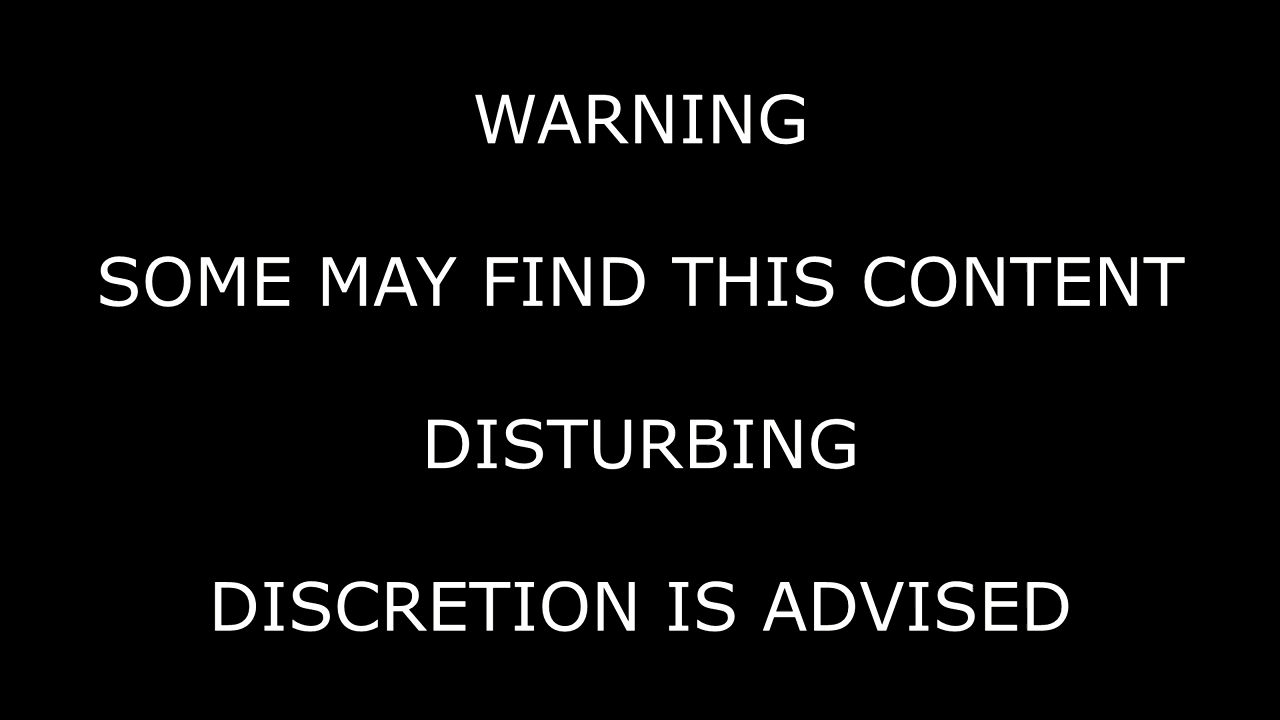 WARNING
SOME MAY FIND THIS CONTENT
DISTURBING
DISCRETION IS ADVISED